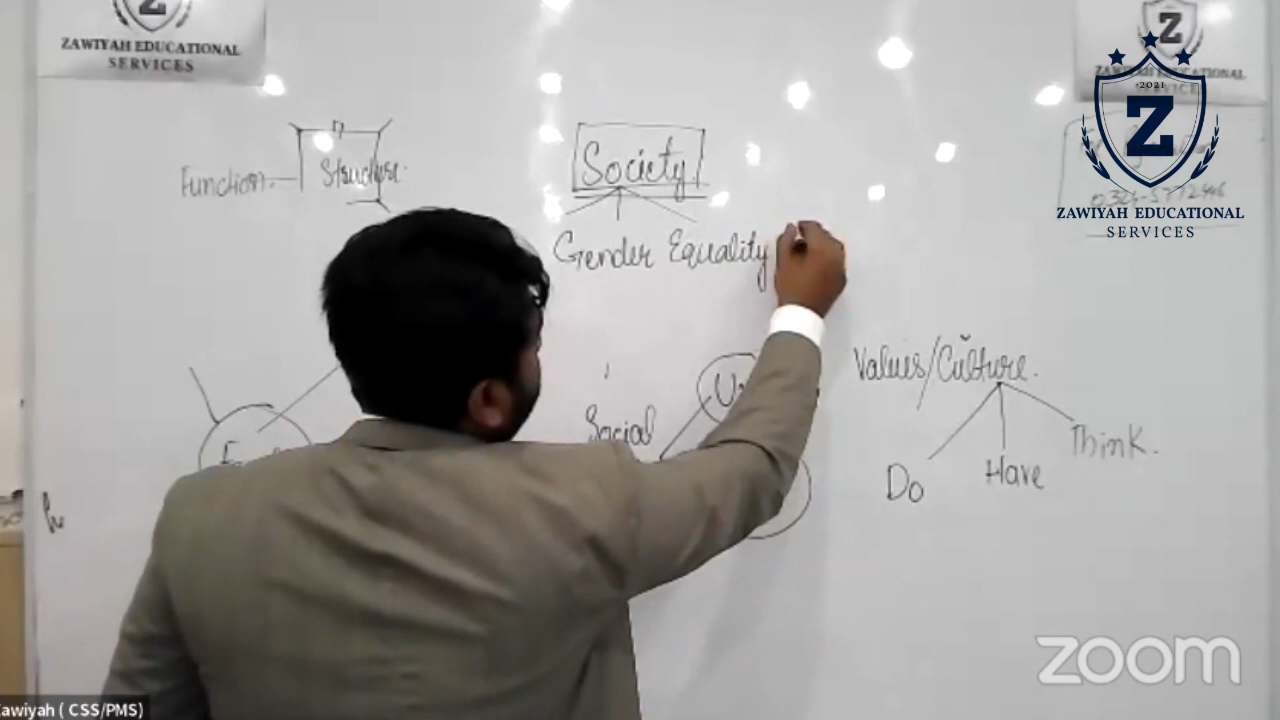 Z
ZAWIYAH EDUCATIONAL
SERVICES
Z
2021
Z
ZAWIYAH EDUCATIONAL
SERVICES
Function
Structure.
Society
Gender Equality
Values/Culture.
Do
Have
Think.
Social
zoom
awiyah ( CSS/PMS)